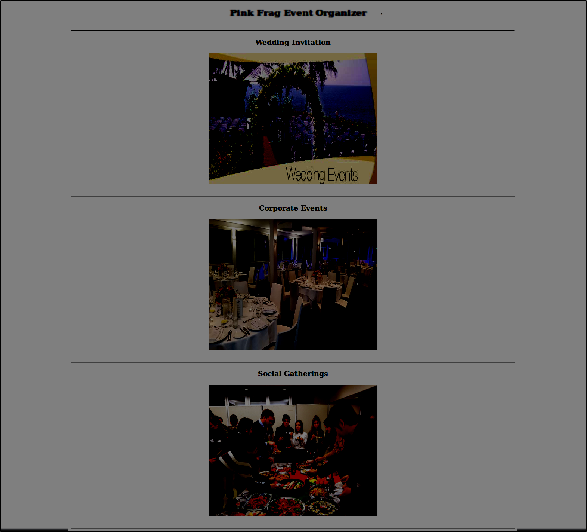 Pink Frag Event Organizer
Wedding Invitation
Wedding Events
Corporate Events
Social Gatherings